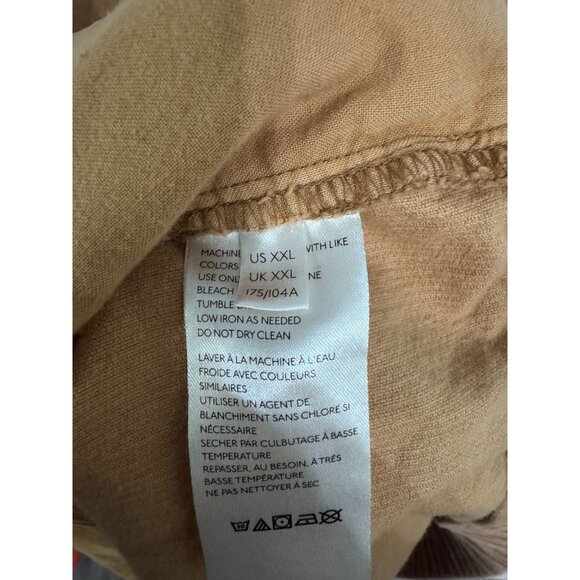 US XXL
UK XXL
175/104A
MACHINE WITH LIKE
COLORS
USE ONL NE
BLEACH
TUMBLE D
LOW IRON AS NEEDED
DO NOT DRY CLEAN
LAVER À LA MACHINE À L'EAU
FROIDE AVEC COULEURS
SIMILAIRES
UTILISER UN AGENT DE
BLANCHIMENT SANS CHLORE SI
NÉCESSAIRE
SECHER PAR CULBUTAGE À BASSE
TEMPERATURE
REPASSER, AU BESOIN, À TRÉS
BASSE TEMPÉRATURE
NE PAS NETTOYER À SEC